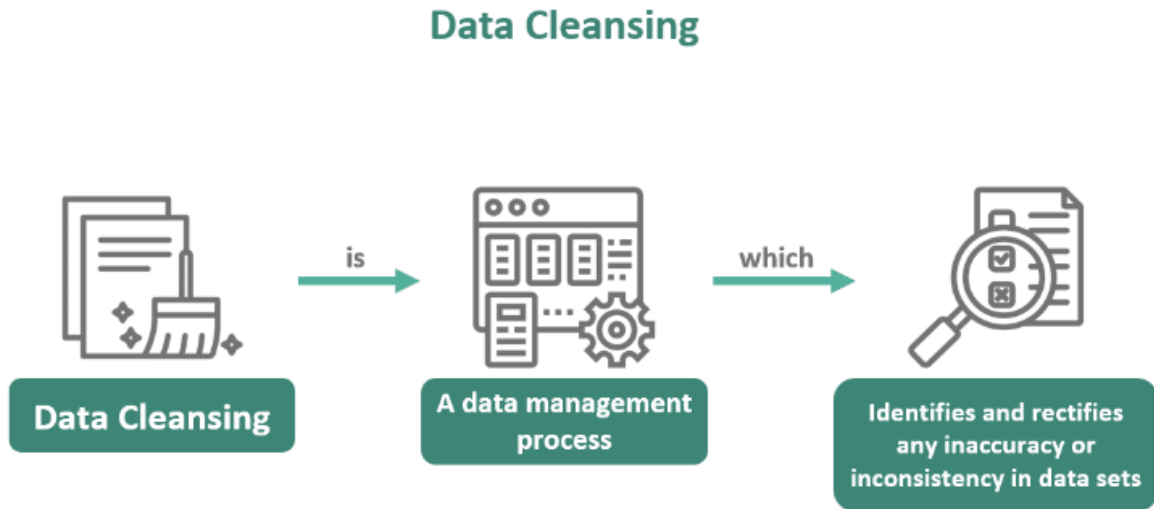 Data Cleansing
is
which
Data Cleansing
A data management
process
Identifies and rectifies
any inaccuracy or
inconsistency in data sets